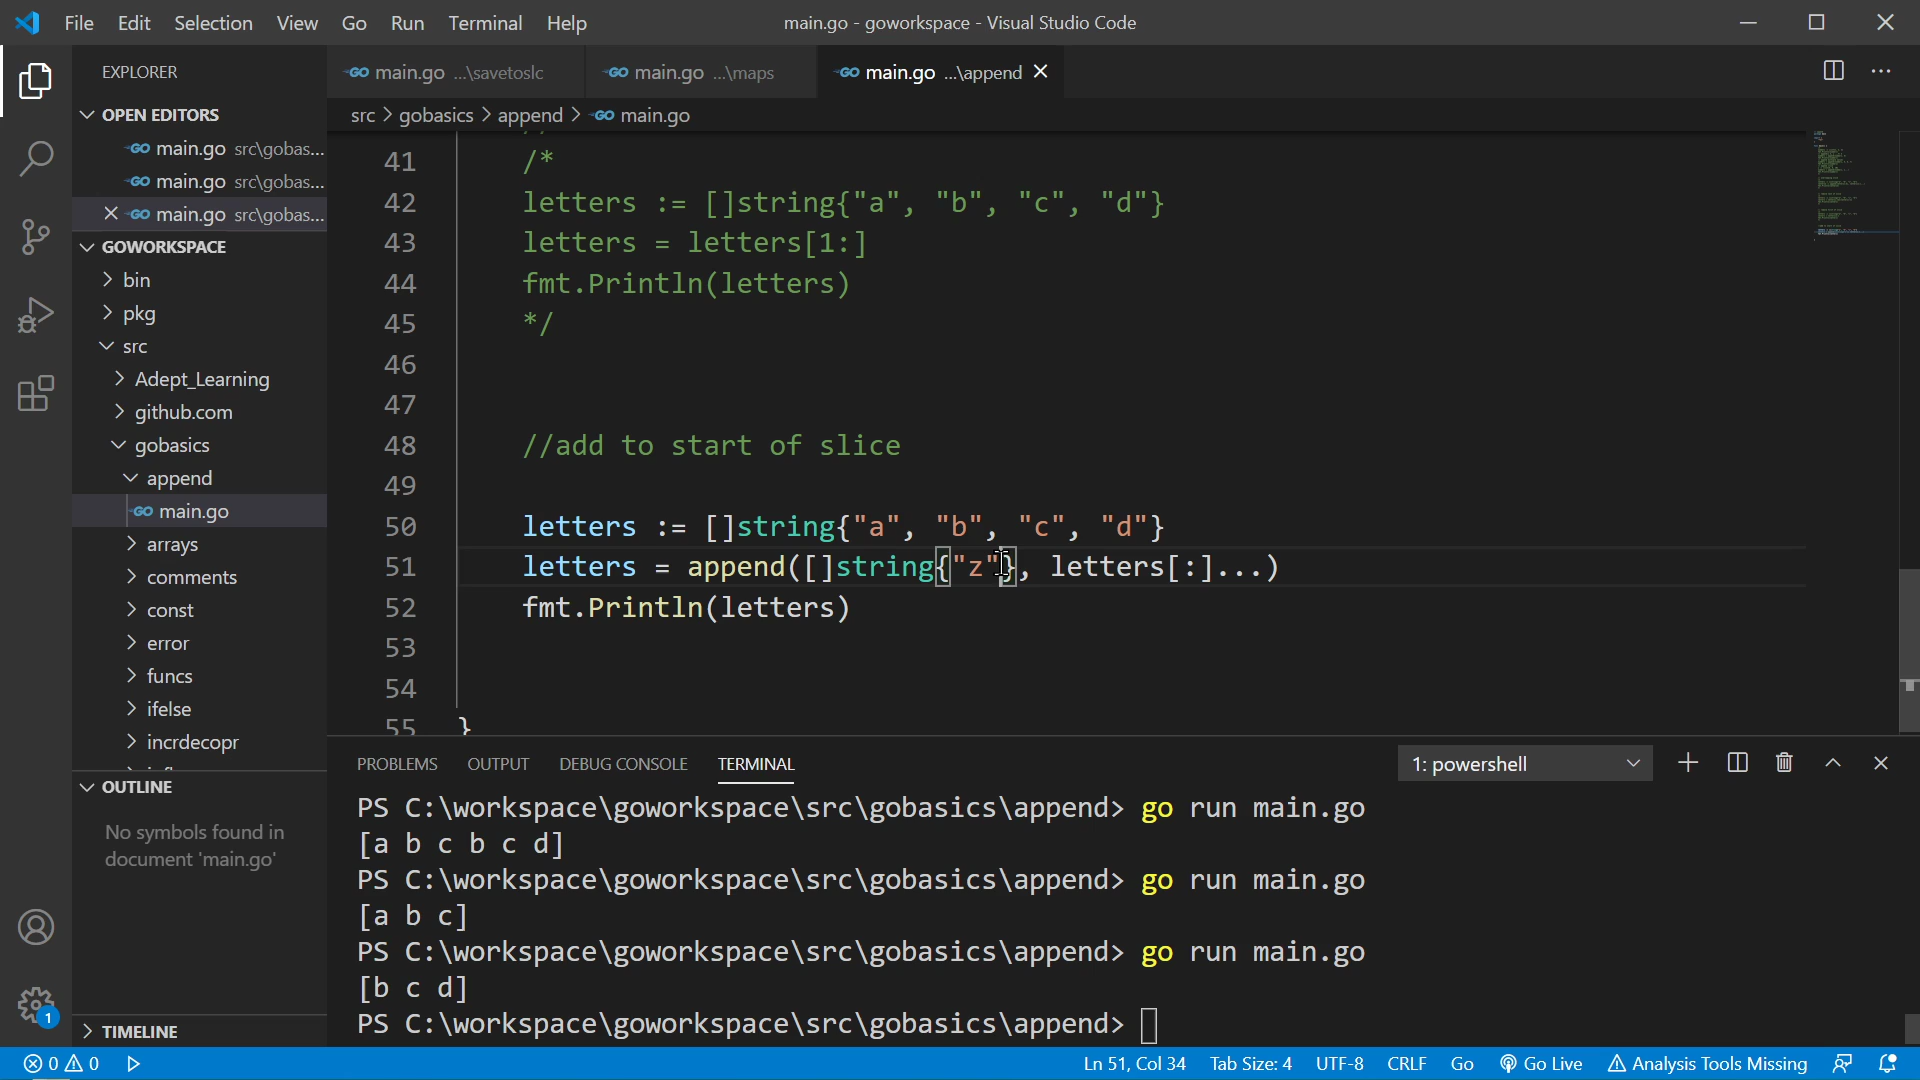 File Edit Selection View Go Run Terminal Help
main.go - goworkspace - Visual Studio Code
EXPLORER
main.go ...\savetoslc
main.go ...\maps
main.go ...\append
OPEN EDITORS
main.go src\gobas...
main.go src\gobas...
main.go src\gobas...
GOWORKSPACE
bin
pkg
src
Adept_Learning
github.com
gobasics
append
main.go
arrays
comments
const
error
funcs
ifelse
incrdecopr
OUTLINE
No symbols found in
document 'main.go'
TIMELINE
src > gobasics > append > main.go
41 /*
42 letters := []string{"a", "b", "c", "d"}
43 letters = letters[1:]
44 fmt.Println(letters)
45 */
46
47
48 //add to start of slice
49
50 letters := []string{"a", "b", "c", "d"}
51 letters = append([]string{"z"}, letters[:]...)
52 fmt.Println(letters)
53
54
55 }
PROBLEMS OUTPUT DEBUG CONSOLE TERMINAL
1: powershell
PS C:\workspace\goworkspace\src\gobasics\append> go run main.go
[a b c b c d]
PS C:\workspace\goworkspace\src\gobasics\append> go run main.go
[a b c]
PS C:\workspace\goworkspace\src\gobasics\append> go run main.go
[b c d]
PS C:\workspace\goworkspace\src\gobasics\append>
1
0 0
Ln 51, Col 34 Tab Size: 4 UTF-8 CRLF Go Go Live Analysis Tools Missing